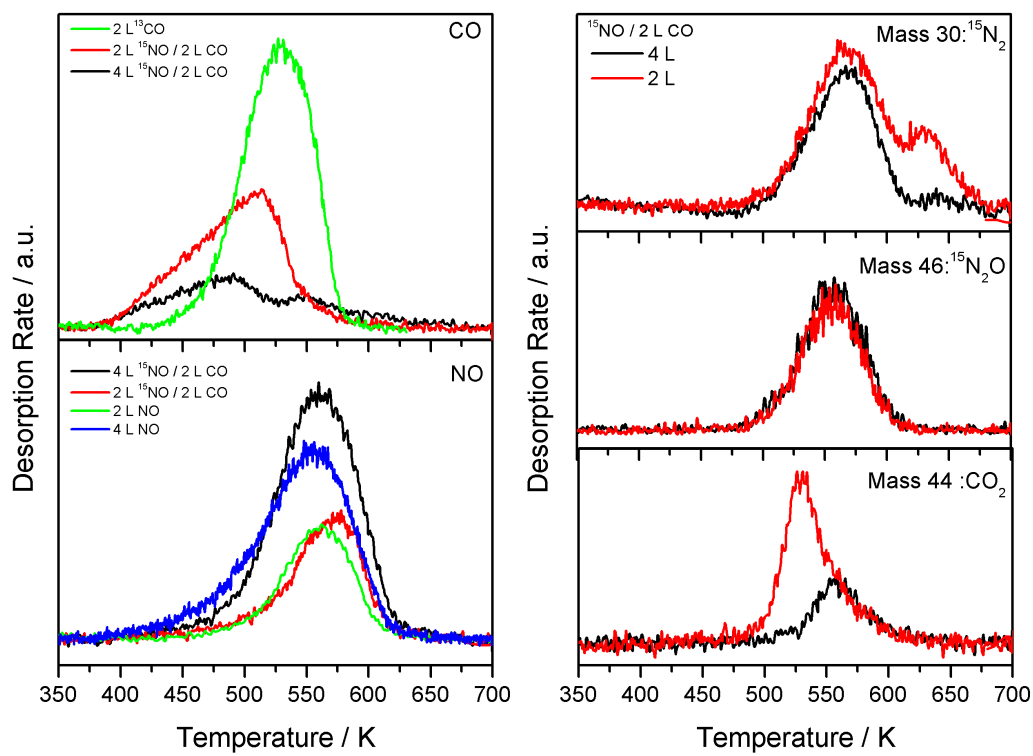 2 L ¹³CO
2 L ¹⁵NO / 2 L CO
4 L ¹⁵NO / 2 L CO
CO
4 L ¹⁵NO / 2 L CO
2 L ¹⁵NO / 2 L CO
2 L NO
4 L NO
NO
Desorption Rate / a.u.
350 400 450 500 550 600 650 700
Temperature / K
¹⁵NO / 2 L CO
4 L
2 L
Mass 30:¹⁵N₂
Mass 46:¹⁵N₂O
Mass 44 :CO₂
Desorption Rate / a.u.
350 400 450 500 550 600 650 700
Temperature / K